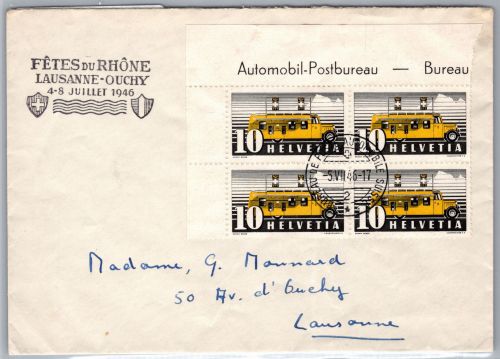 FÊTES DU RHÔNE
LAUSANNE-OUCHY
4-8 JUILLET 1946
Automobil-Postbureau — Bureau
10 HELVETIA
10 HELVETIA
10 HELVETIA
10 HELVETIA
-5.VII.46-17
2
Madame, G. Monnard
50 Av. d'Ouchy
Lausanne